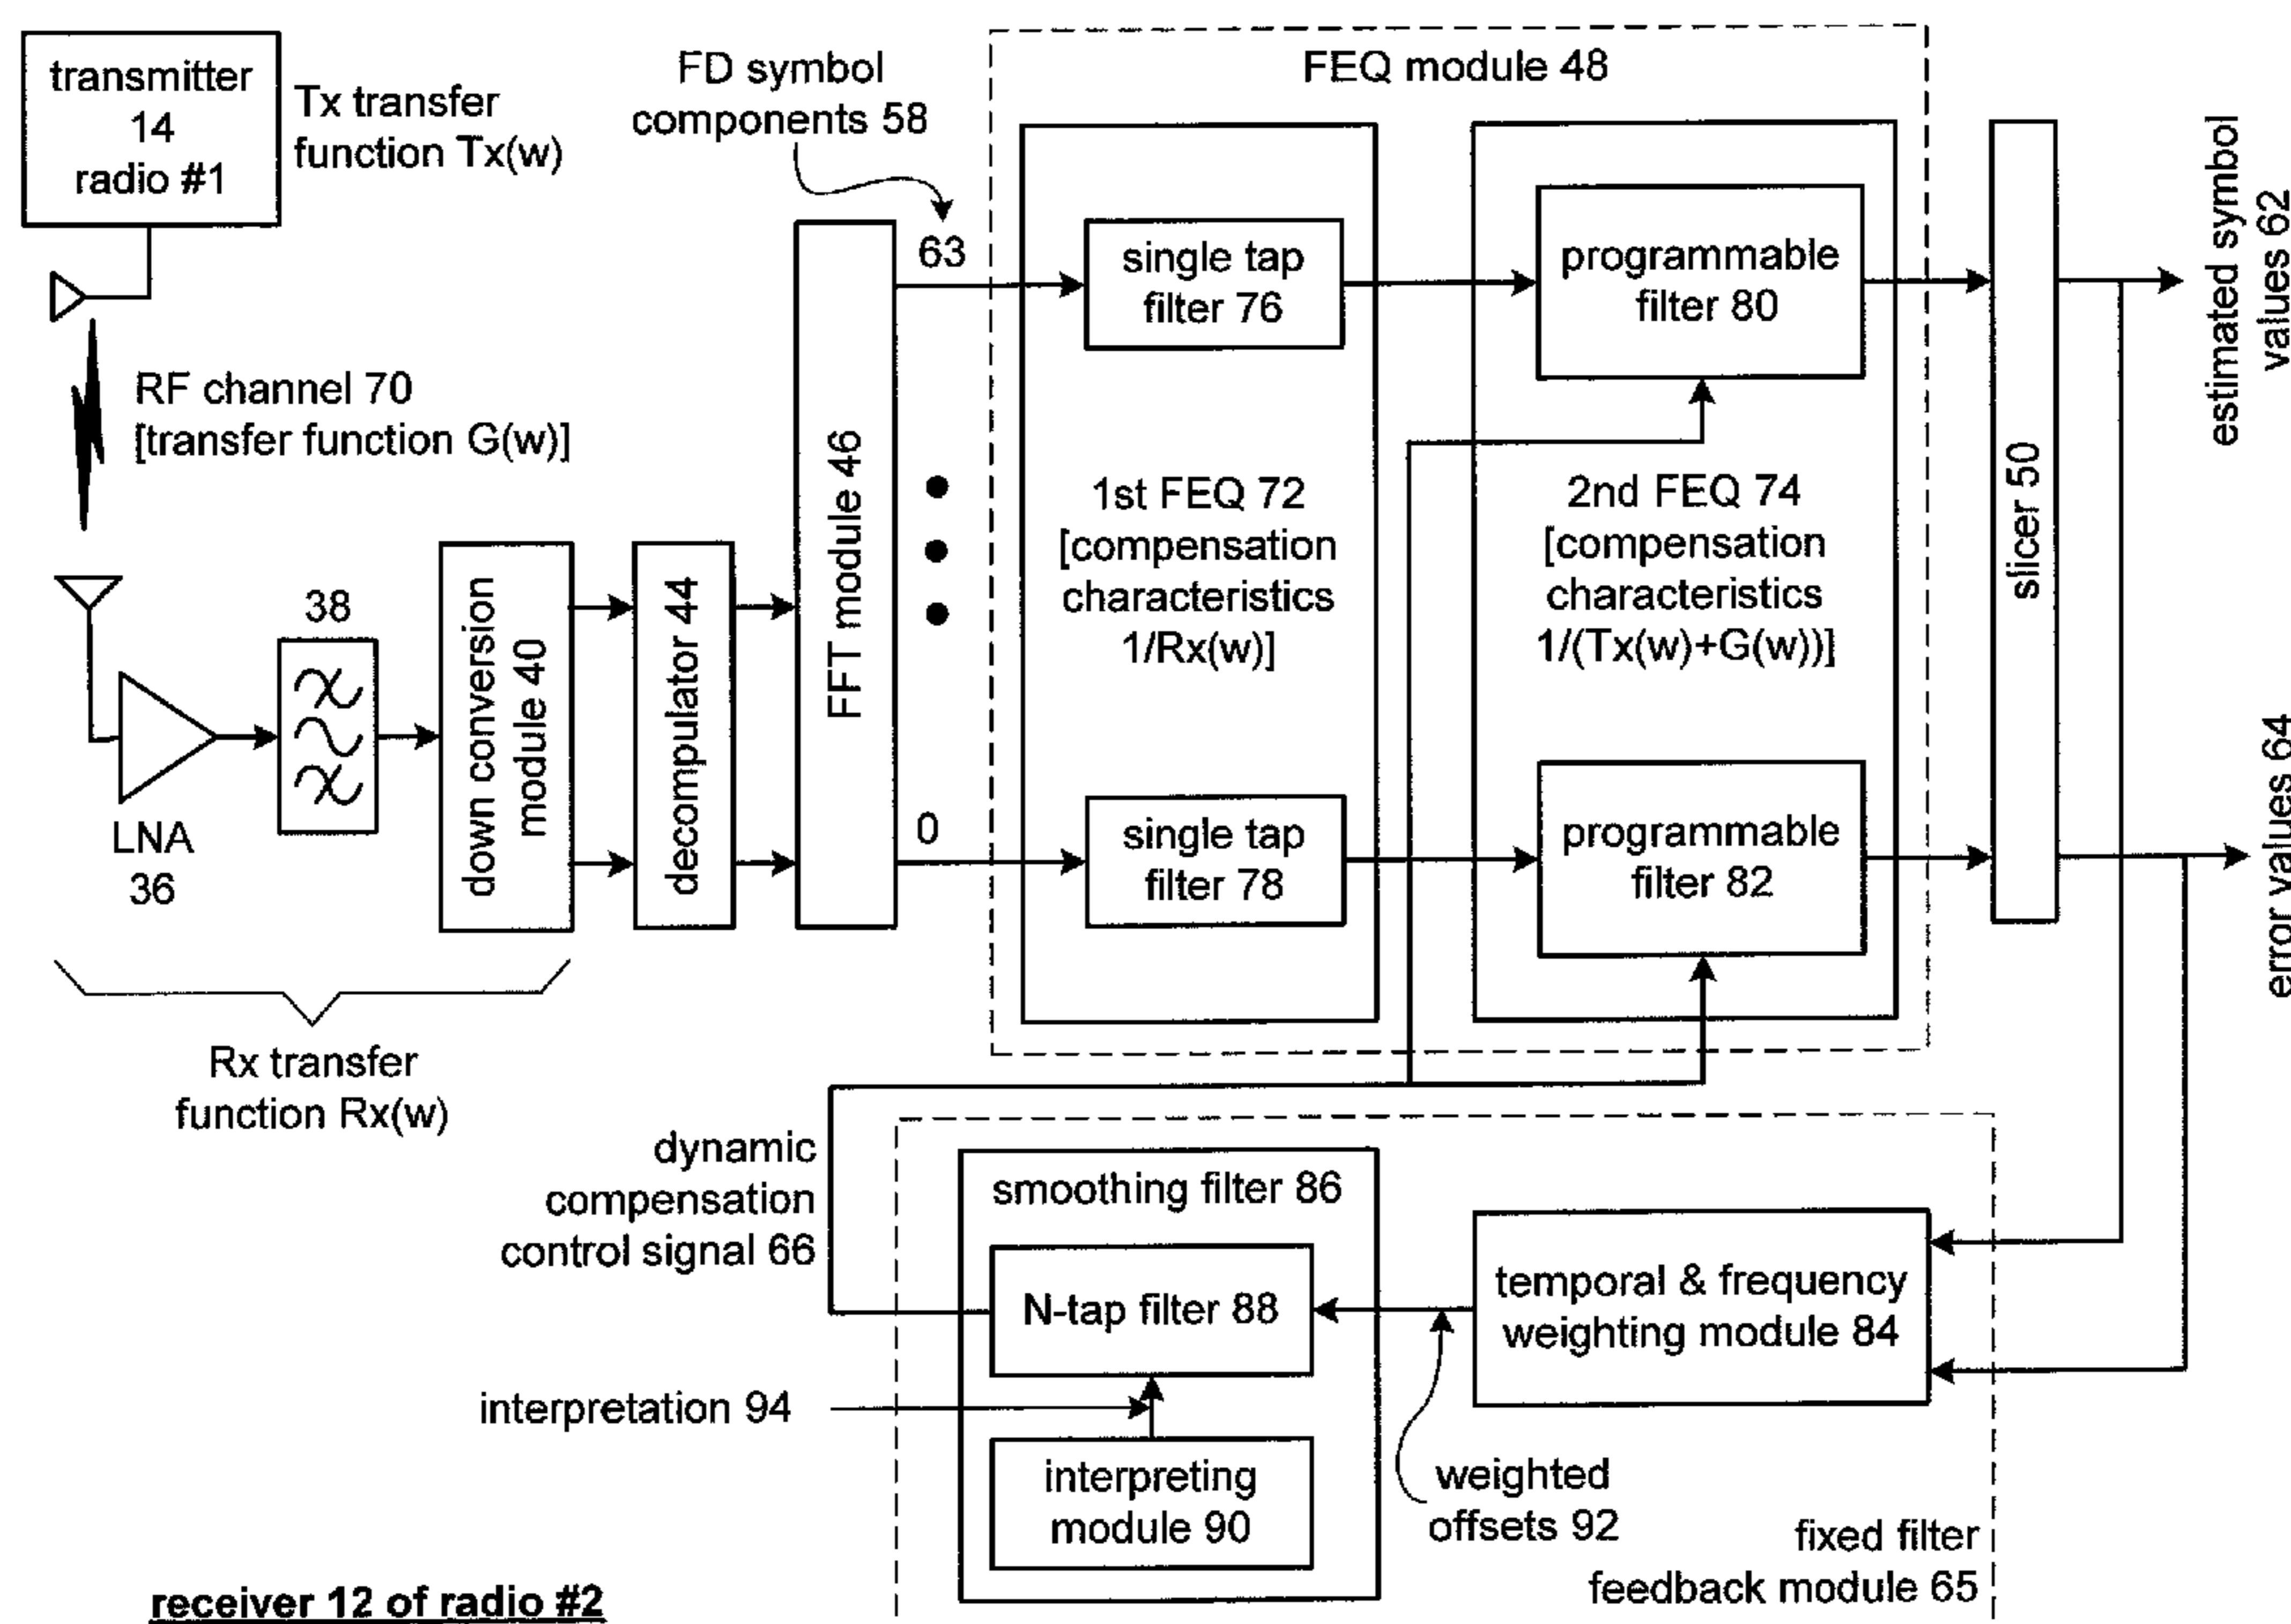 transmitter
14
radio #1
Tx transfer
function Tx(w)
RF channel 70
[transfer function G(w)]
LNA
36
38
down conversion
module 40
decompulator 44
FFT module 46
Rx transfer
function Rx(w)
FD symbol
components 58
63
0
FEQ module 48
single tap
filter 76
1st FEQ 72
[compensation
characteristics
1/Rx(w)]
single tap
filter 78
programmable
filter 80
2nd FEQ 74
[compensation
characteristics
1/(Tx(w)+G(w))]
programmable
filter 82
slicer 50
estimated symbol
values 62
error values 64
dynamic
compensation
control signal 66
smoothing filter 86
N-tap filter 88
interpretation 94
interpreting
module 90
temporal & frequency
weighting module 84
weighted
offsets 92
fixed filter
feedback module 65
receiver 12 of radio #2